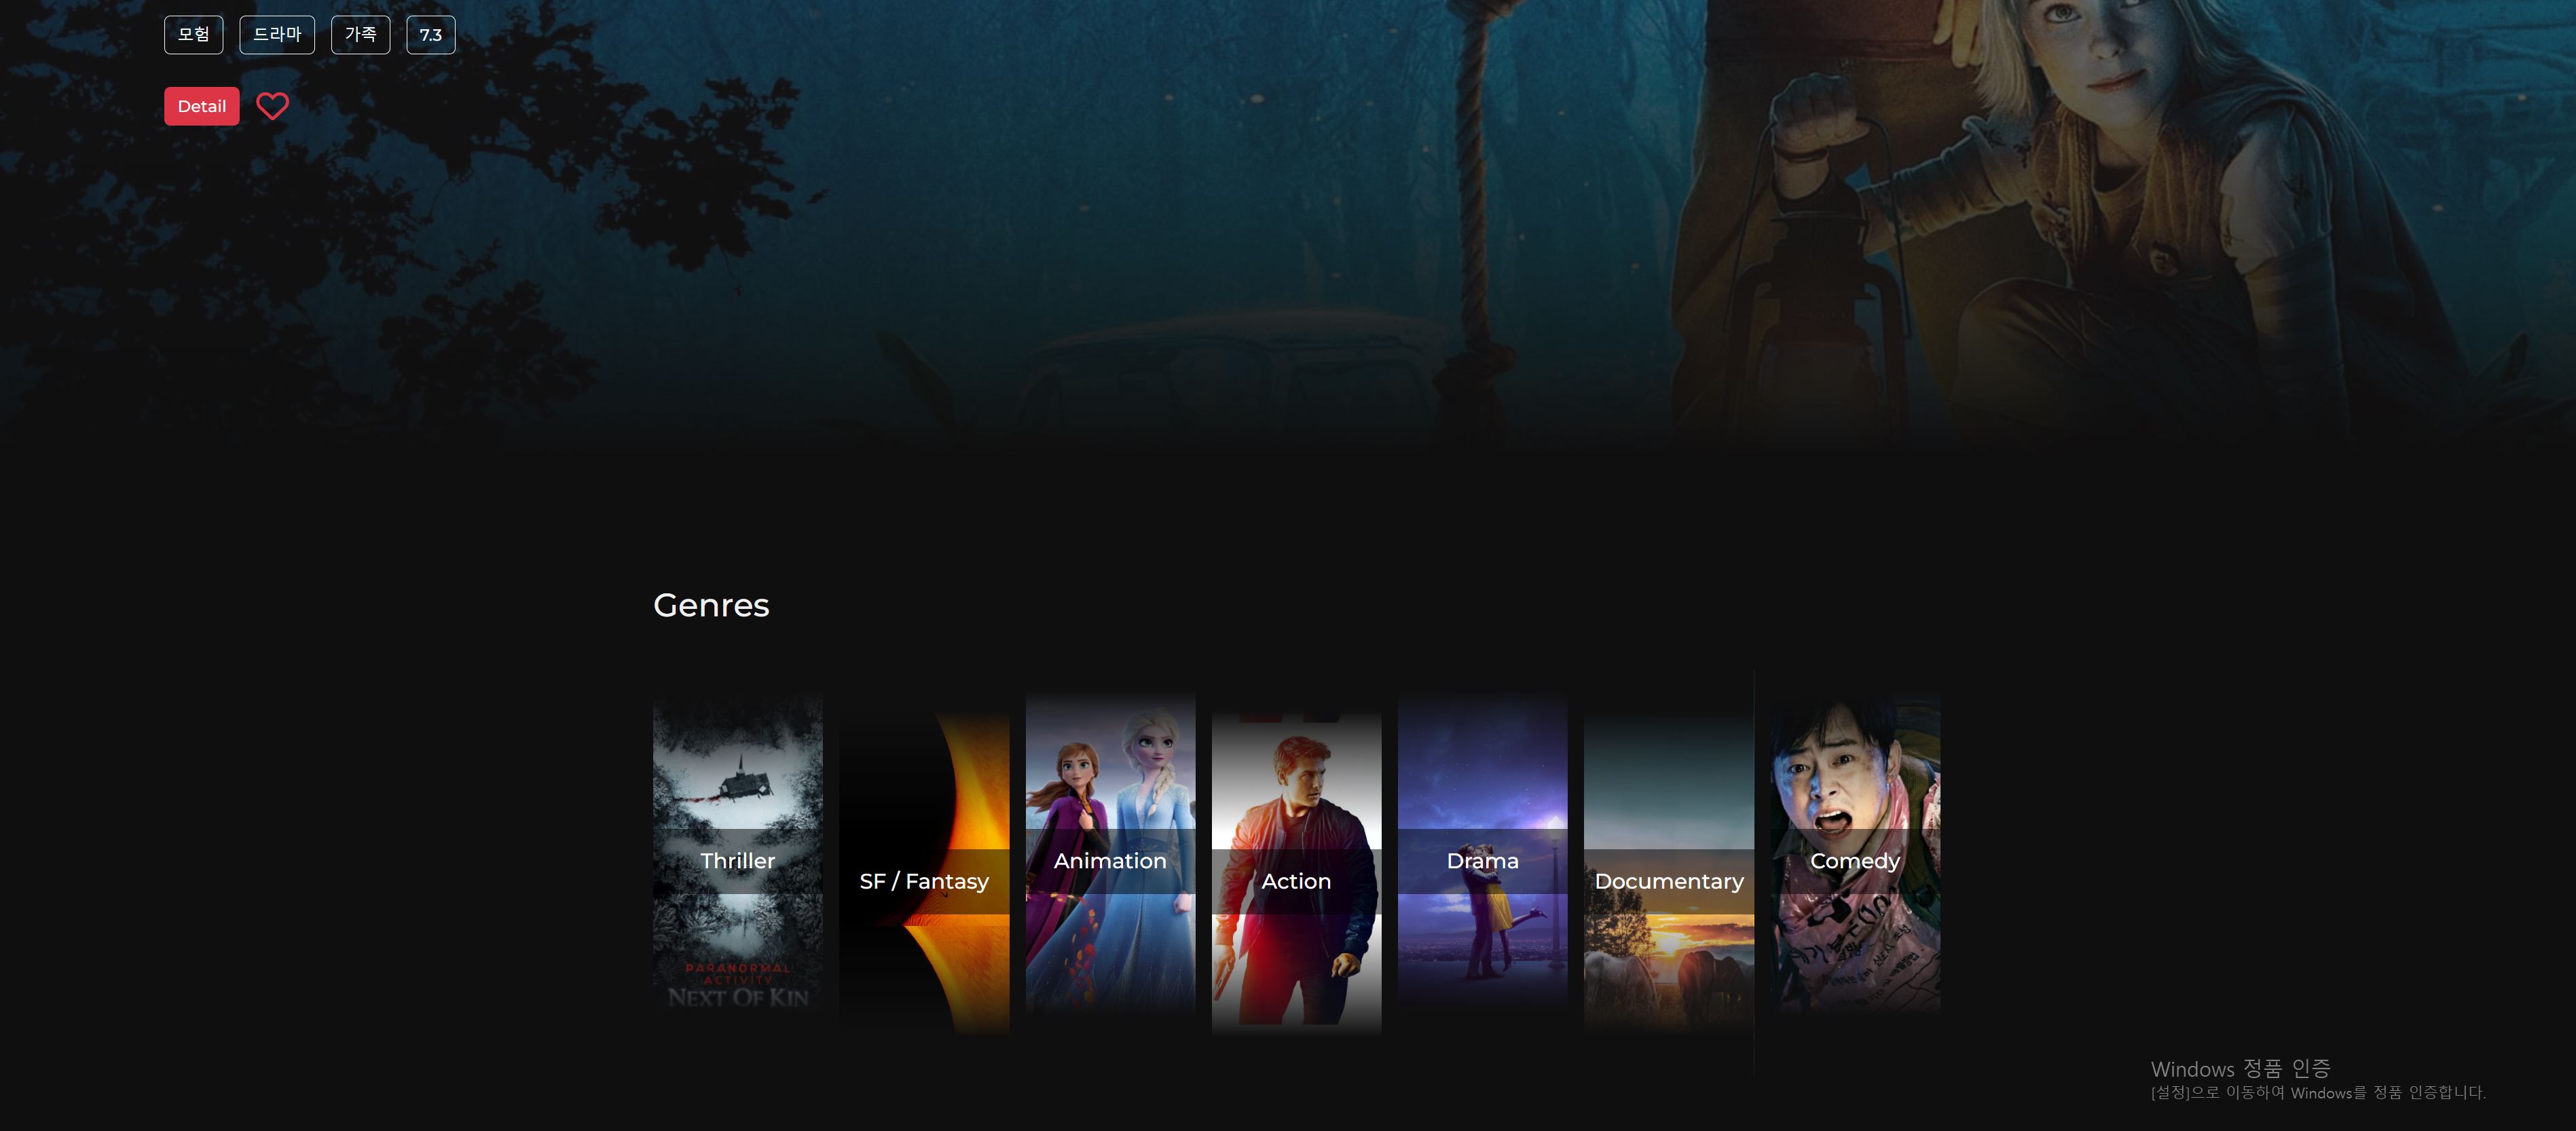 모험 드라마 가족 7.3
Detail
Genres
Thriller
SF / Fantasy
Animation
Action
Drama
Documentary
Comedy
PARANORMAL
ACTIVITY
NEXT OF KIN
Windows 정품 인증
[설정]으로 이동하여 Windows를 정품 인증합니다.